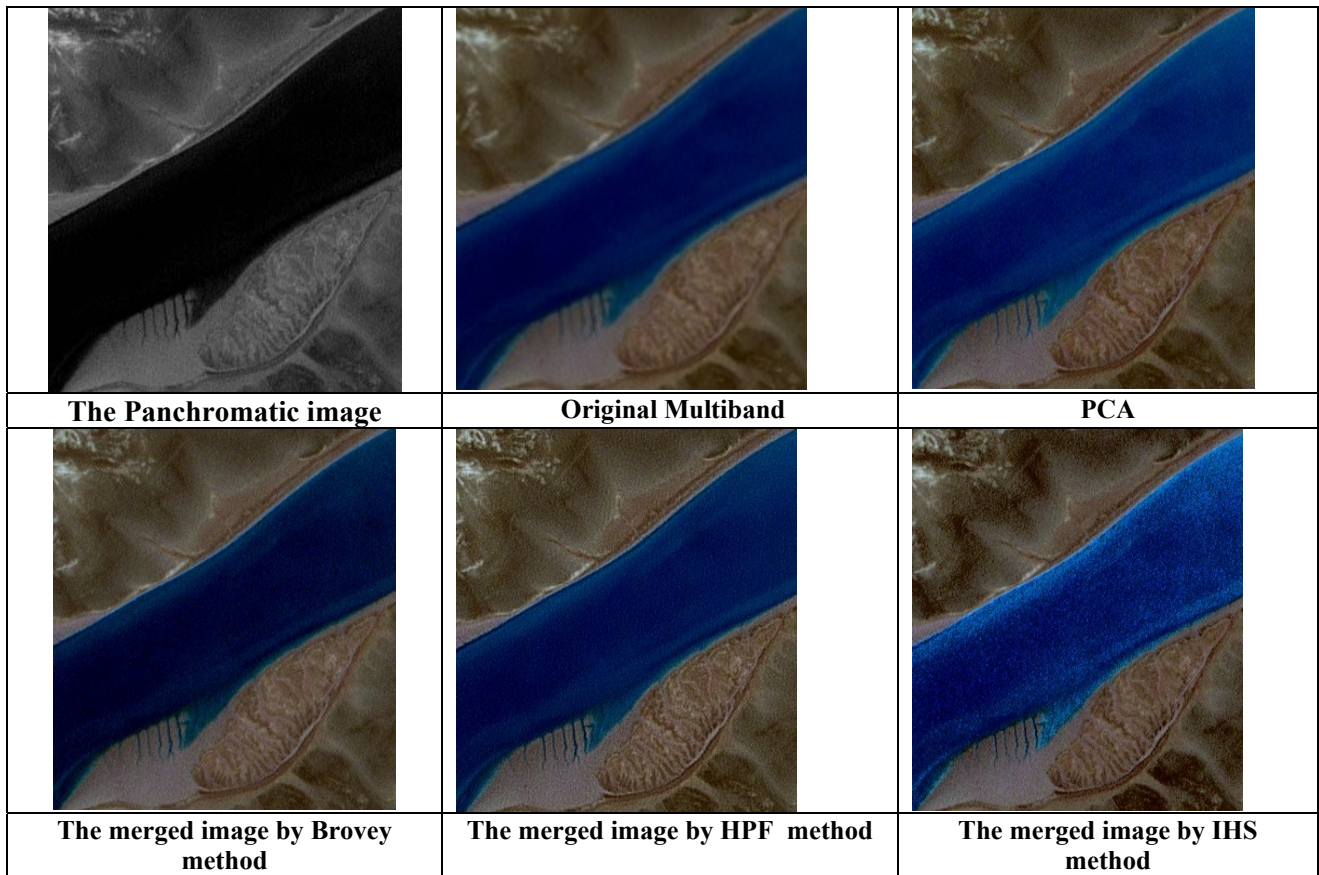 The Panchromatic image
Original Multiband
PCA
The merged image by Brovey
method
The merged image by HPF method
The merged image by IHS
method